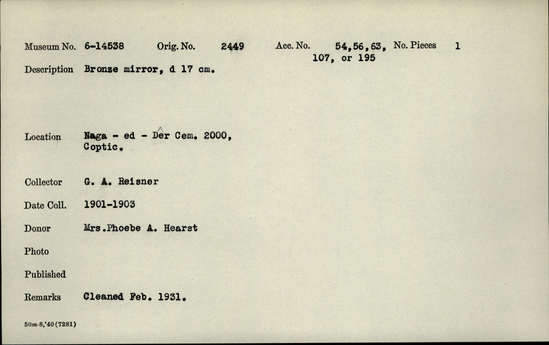 Museum No. 6-14538 Orig. No. 2449 Acc. No. 54,56,63, No. Pieces 1
107, or 195
Description Bronze mirror, d 17 cm.
Location Naga - ed - Dêr Cem. 2000,
Coptic.
Collector G. A. Reisner
Date Coll. 1901-1903
Donor Mrs.Phoebe A. Hearst
Photo
Published
Remarks Cleaned Feb. 1931.
50m-8,'40(7281)